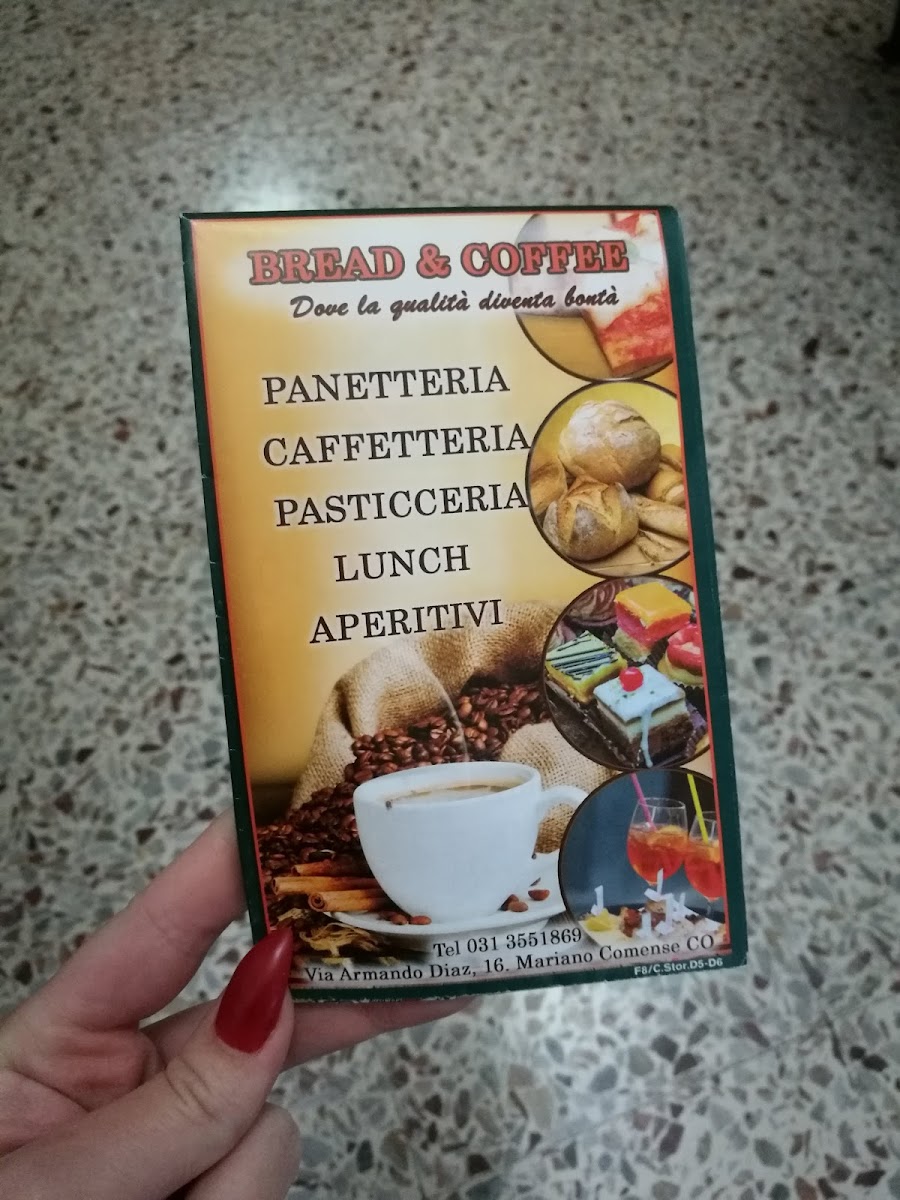 BREAD & COFFEE
Dove la qualità diventa bontà
PANETTERIA
CAFFETTERIA
PASTICCERIA
LUNCH
APERITIVI
Tel 031 3551869
Via Armando Diaz, 16. Mariano Comense CO
F8/C.Stor.D5-D6